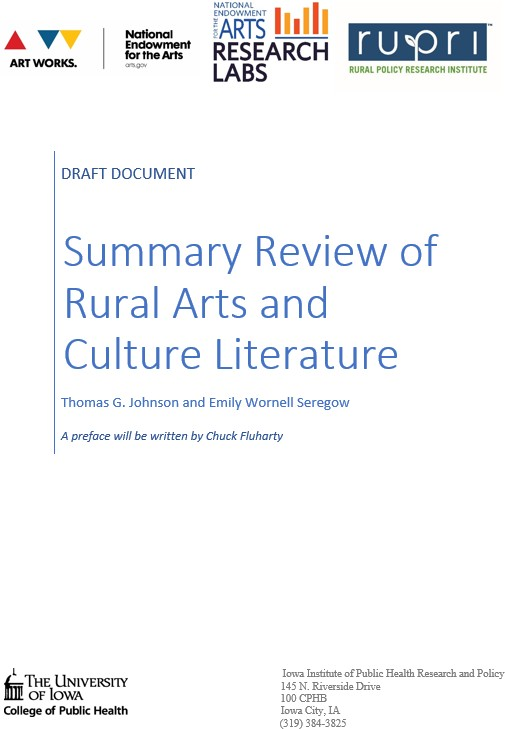 ART WORKS.
National
Endowment
for the Arts
arts.gov
NATIONAL
ENDOWMENT
FOR THE ARTS
RESEARCH
LABS
rupri™
RURAL POLICY RESEARCH INSTITUTE
DRAFT DOCUMENT
Summary Review of
Rural Arts and
Culture Literature
Thomas G. Johnson and Emily Wornell Seregow
A preface will be written by Chuck Fluharty
THE UNIVERSITY
OF IOWA
College of Public Health
Iowa Institute of Public Health Research and Policy
145 N. Riverside Drive
100 CPHB
Iowa City, IA
(319) 384-3825